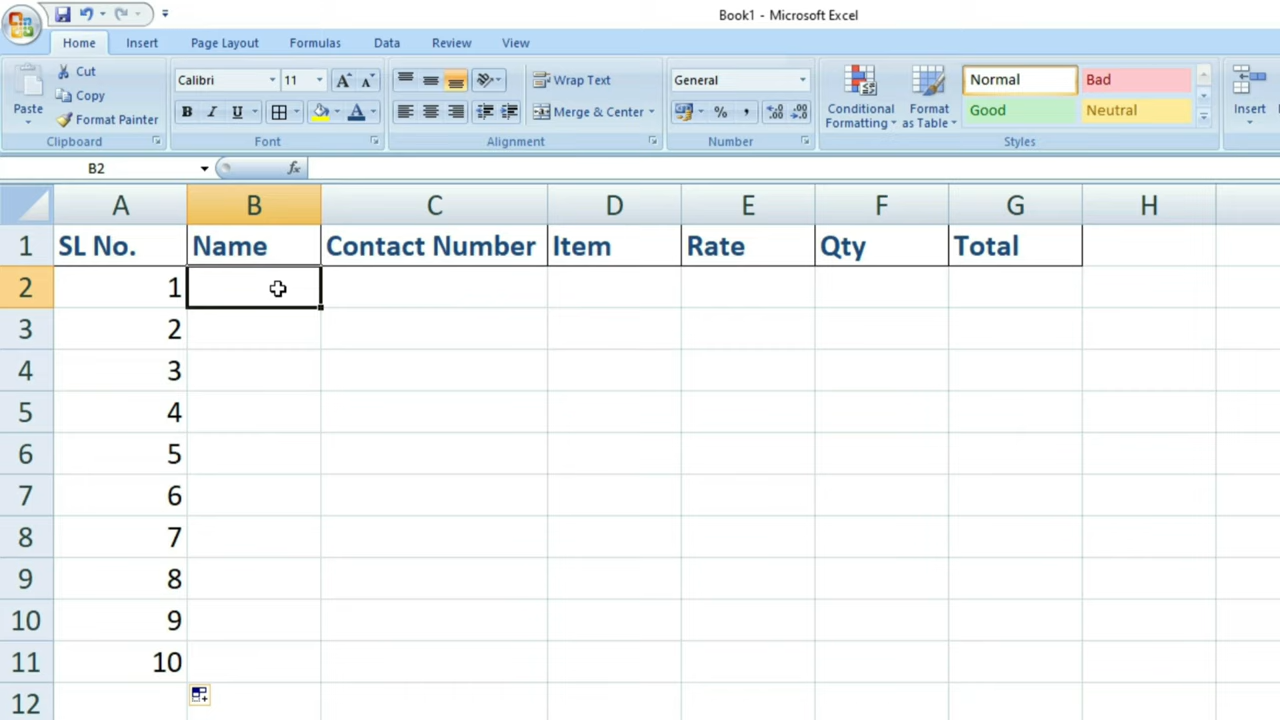 Book1 - Microsoft Excel
Home Insert Page Layout Formulas Data Review View
Paste
Cut
Copy
Format Painter
Clipboard
Calibri 11 A A
B I U A
Font
Wrap Text
Merge & Center
Alignment
General
% , .00
Number
Conditional Formatting
Format as Table
Normal Bad
Good Neutral
Styles
Insert
B2 fx
A B C D E F G H
1 SL No. Name Contact Number Item Rate Qty Total
2 1
3 2
4 3
5 4
6 5
7 6
8 7
9 8
10 9
11 10
12